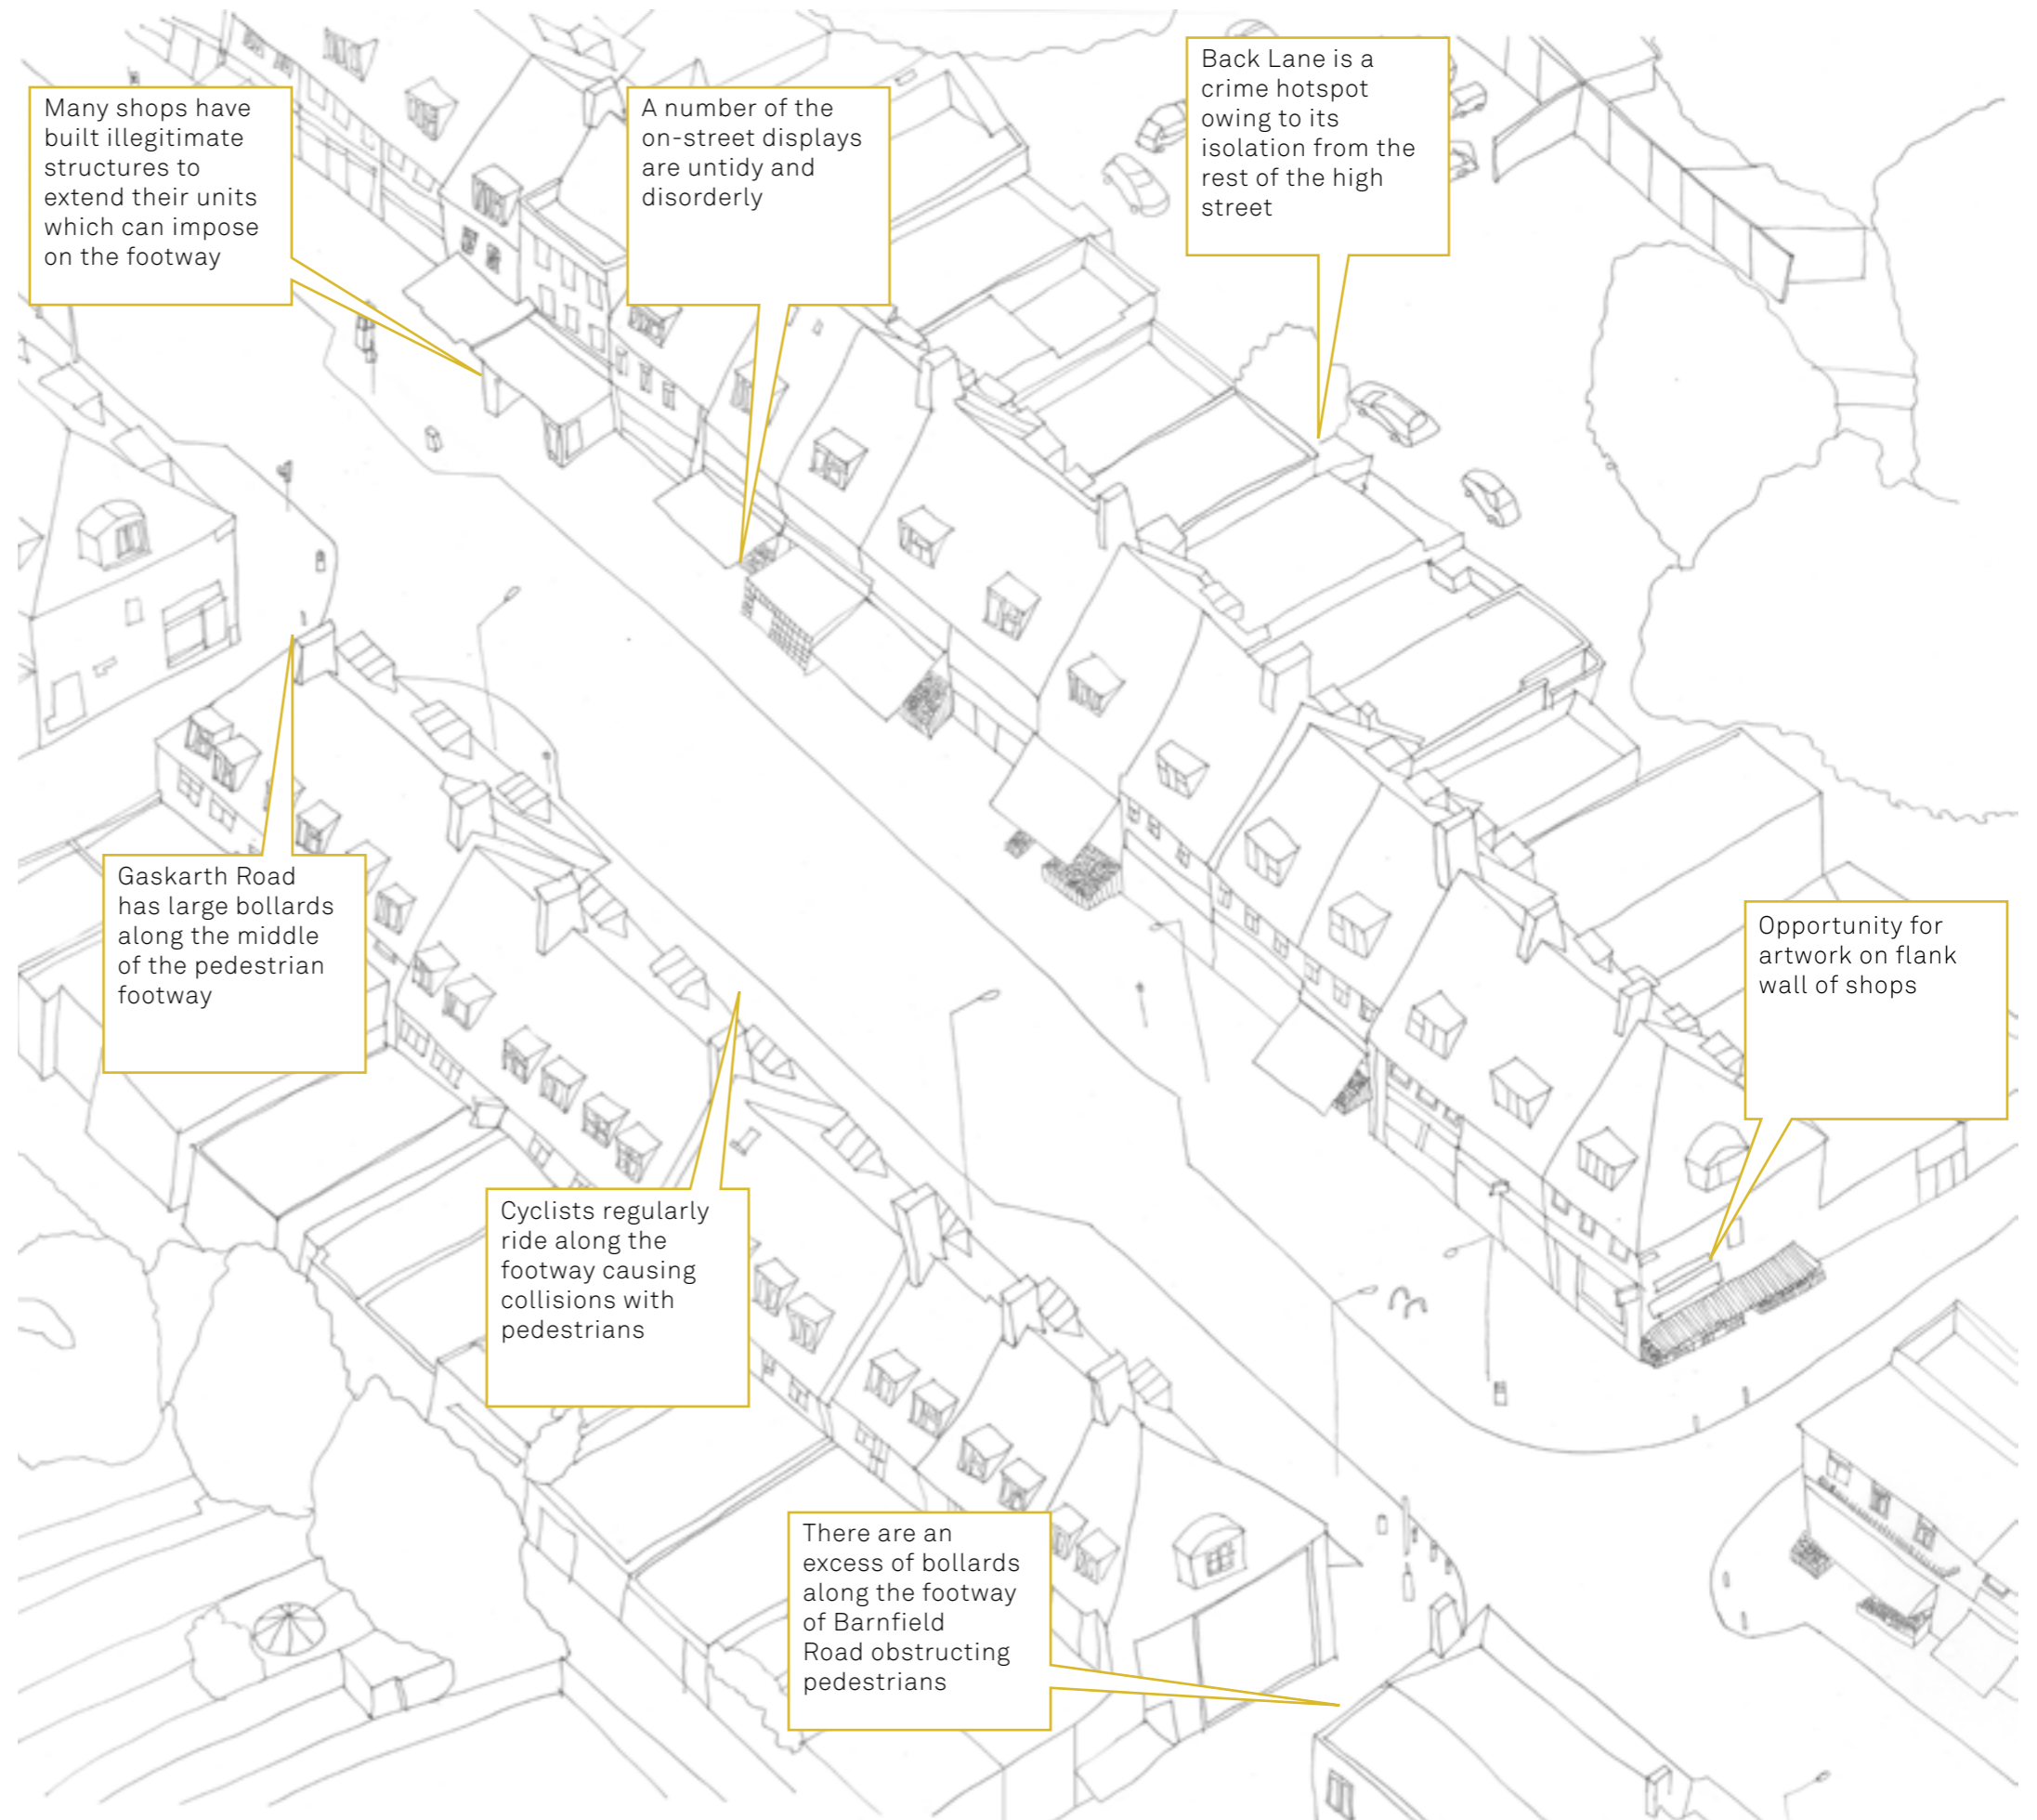 Many shops have
built illegitimate
structures to
extend their units
which can impose
on the footway
A number of the
on-street displays
are untidy and
disorderly
Back Lane is a
crime hotspot
owing to its
isolation from the
rest of the high
street
Gaskarth Road
has large bollards
along the middle
of the pedestrian
footway
Opportunity for
artwork on flank
wall of shops
Cyclists regularly
ride along the
footway causing
collisions with
pedestrians
There are an
excess of bollards
along the footway
of Barnfield
Road obstructing
pedestrians